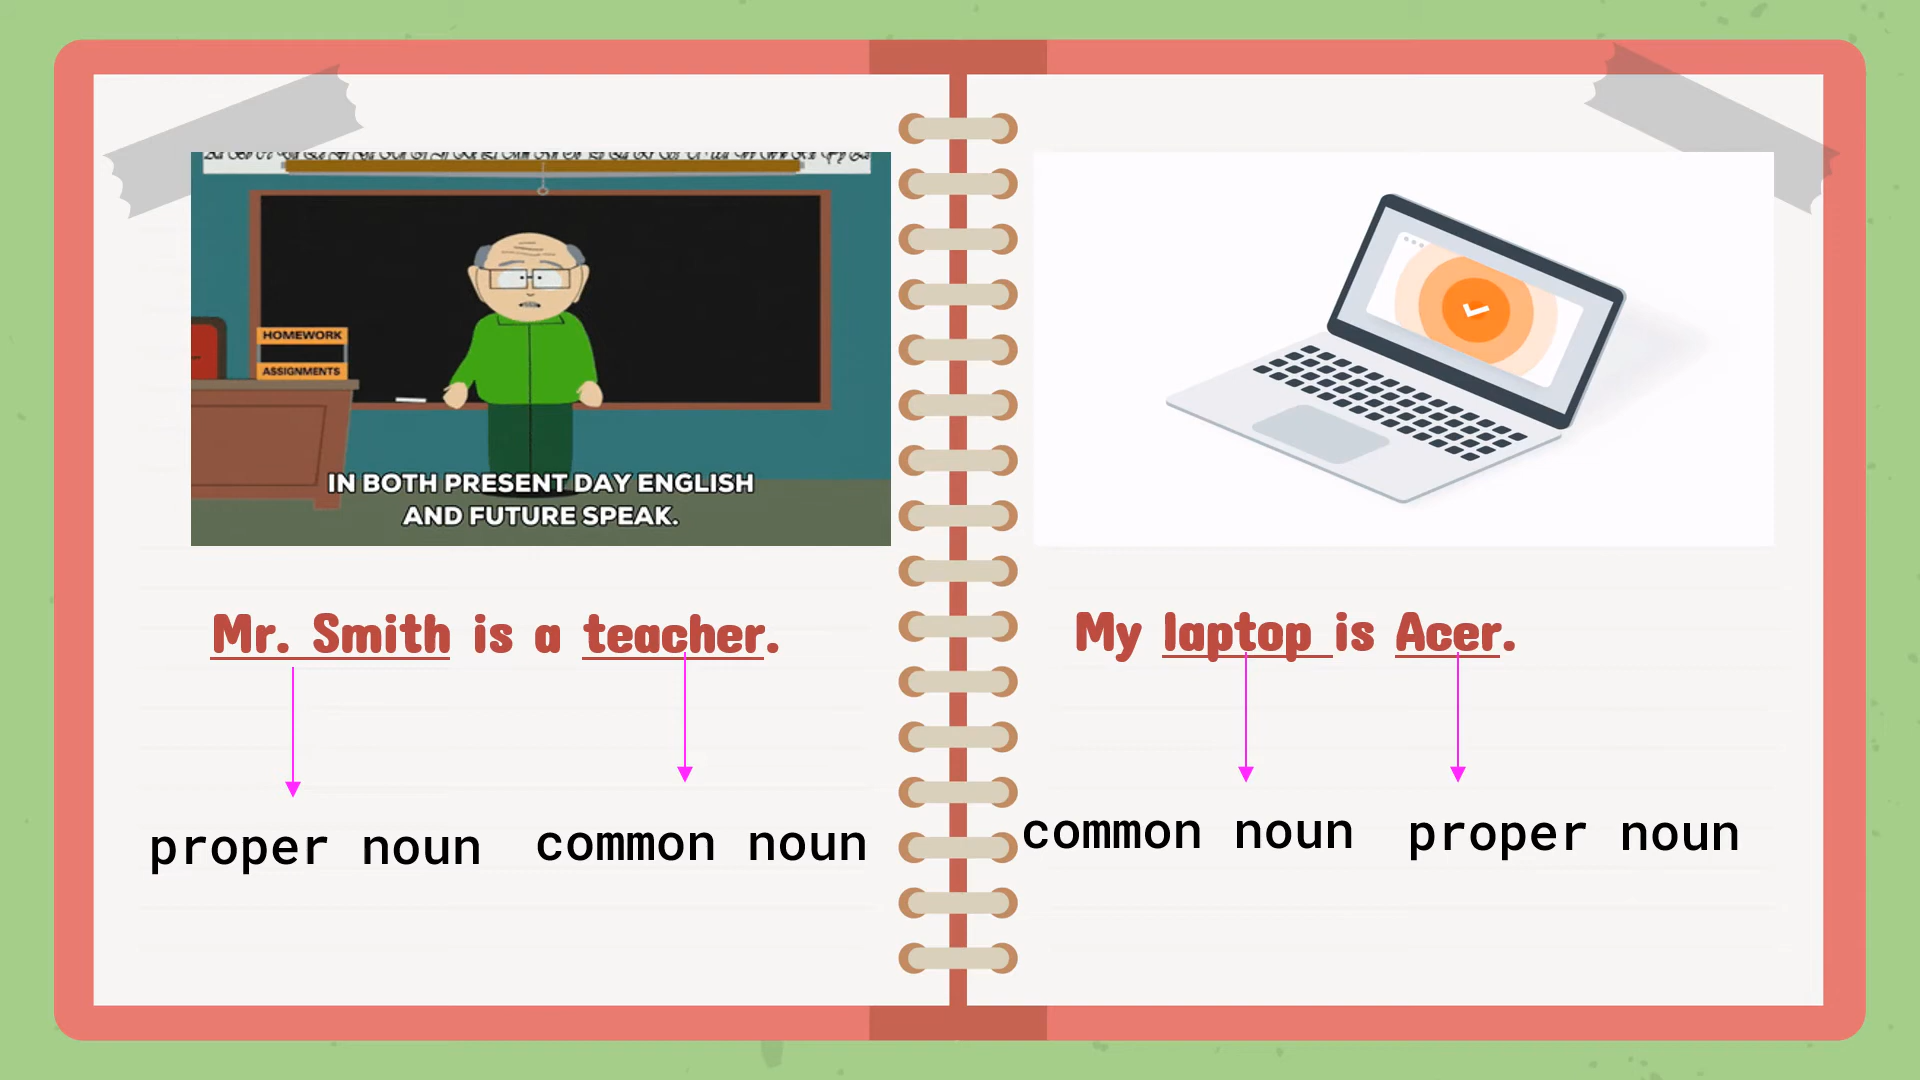 HOMEWORK
ASSIGNMENTS
IN BOTH PRESENT DAY ENGLISH
AND FUTURE SPEAK.
Mr. Smith is a teacher.
proper noun common noun
My laptop is Acer.
common noun proper noun